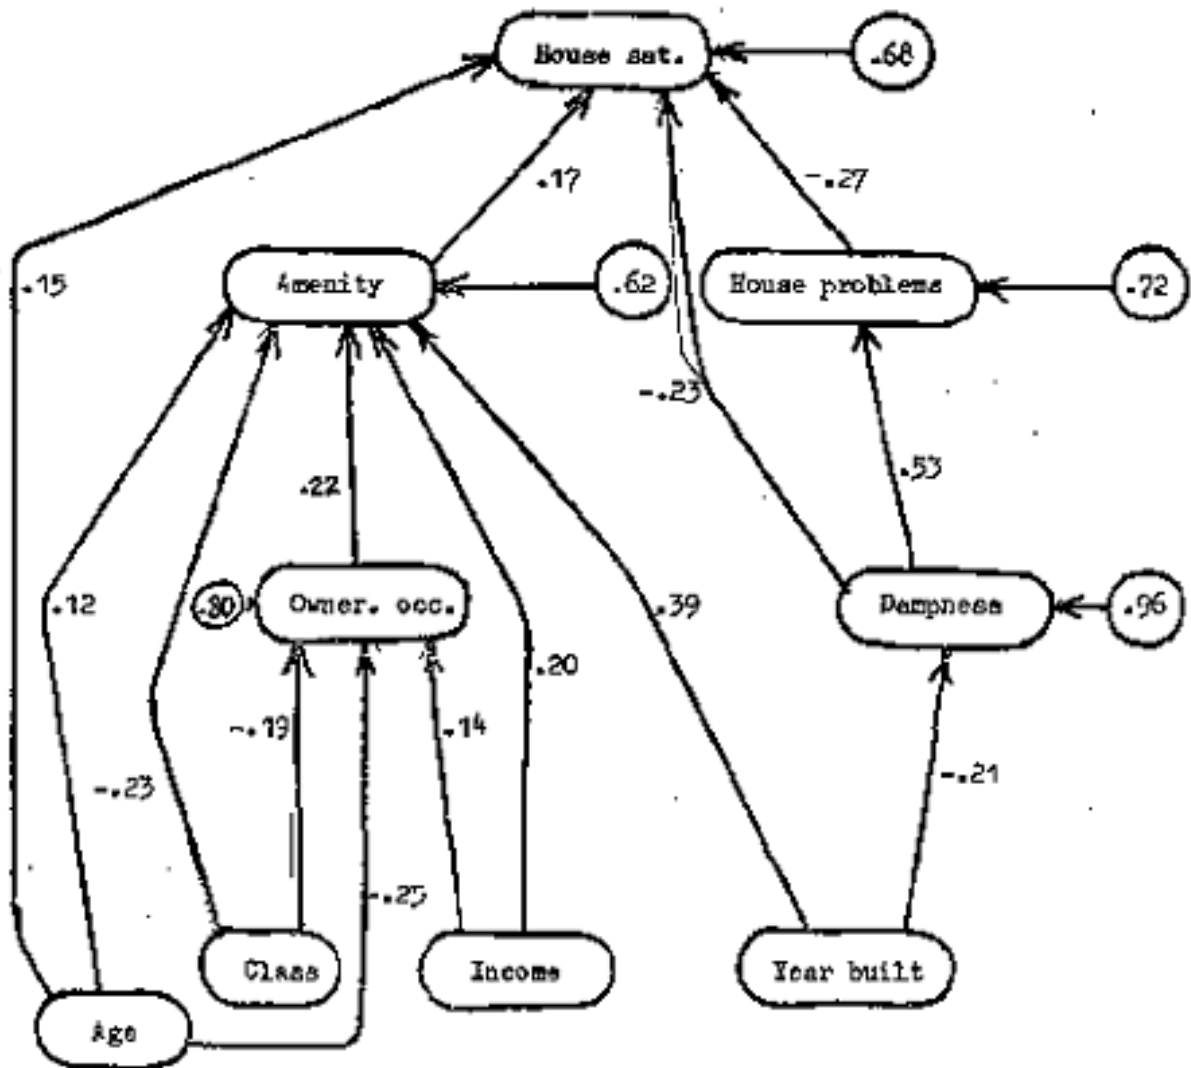 House sat.
.68
.17
-.27
.15
Amenity
.62
House problems
.72
-.23
.53
.22
.12
.80
Owner. occ.
.39
Dampness
.96
.20
-.19
.14
-.23
-.21
-.25
Class
Income
Year built
Age